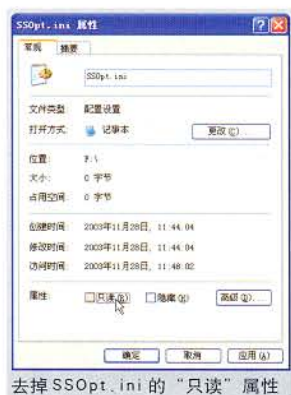 SSOpt.ini 属性
常规 摘要
SSOpt.ini
文件类型: 配置设置
打开方式: 记事本 更改(C)...
位置: F:\
大小: 0 字节
占用空间: 0 字节
创建时间: 2003年11月28日, 11:44:04
修改时间: 2003年11月28日, 11:44:04
访问时间: 2003年11月28日, 11:48:02
属性: 只读(R) 隐藏(H) 高级(D)...
确定 取消 应用(A)
去掉SSOpt.ini的“只读”属性